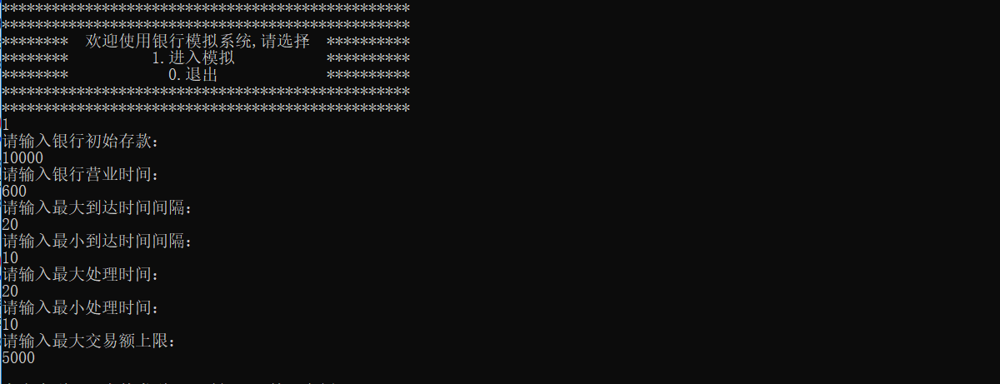 *************************************************
*************************************************
******** 欢迎使用银行模拟系统,请选择 **********
******** 1.进入模拟 **********
******** 0.退出 **********
*************************************************
*************************************************
1
请输入银行初始存款：
10000
请输入银行营业时间：
600
请输入最大到达时间间隔：
20
请输入最小到达时间间隔：
10
请输入最大处理时间：
20
请输入最小处理时间：
10
请输入最大交易额上限：
5000